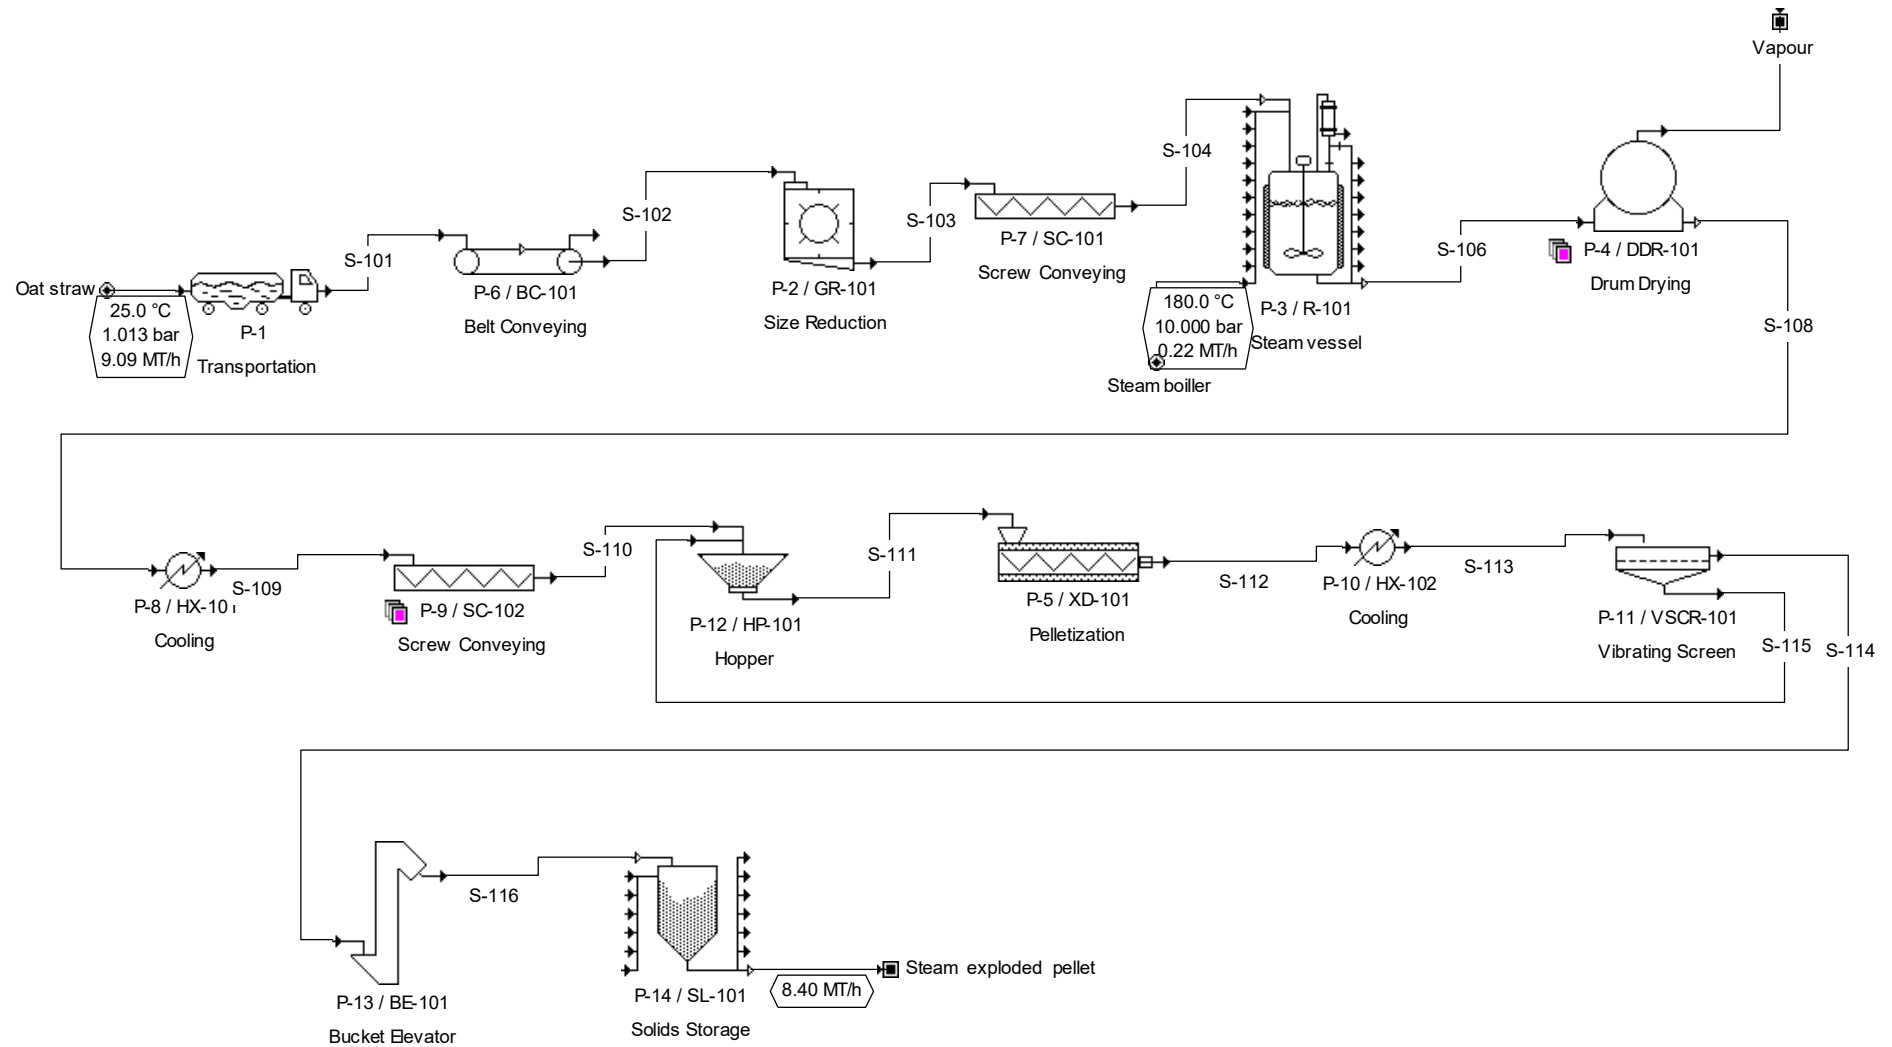 Vapour
S-104
S-102
S-103
P-7 / SC-101
Screw Conveying
S-106
P-4 / DDR-101
Drum Drying
S-101
Oat straw
25.0 °C
1.013 bar
9.09 MT/h
P-1
Transportation
P-6 / BC-101
Belt Conveying
P-2 / GR-101
Size Reduction
180.0 °C
10.000 bar
0.22 MT/h
Steam boiller
P-3 / R-101
Steam vessel
S-108
P-8 / HX-10
Cooling
S-109
P-9 / SC-102
Screw Conveying
S-110
P-12 / HP-101
Hopper
S-111
P-5 / XD-101
Pelletization
S-112
P-10 / HX-102
Cooling
S-113
P-11 / VSCR-101
Vibrating Screen
S-115
S-114
P-13 / BE-101
Bucket Elevator
S-116
P-14 / SL-101
Solids Storage
8.40 MT/h
Steam exploded pellet